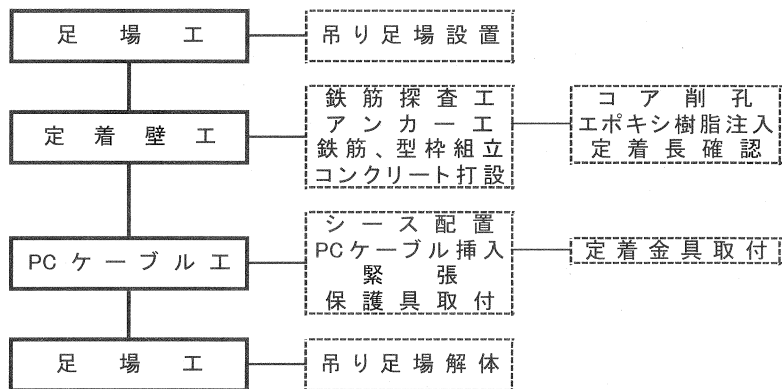 足場工
吊り足場設置
定着壁工
鉄筋探査工
アンカー工
鉄筋、型枠組立
コンクリート打設
コア削孔
エポキシ樹脂注入
定着長確認
PCケーブル工
シース配置
PCケーブル挿入
緊張
保護具取付
定着金具取付
足場工
吊り足場解体